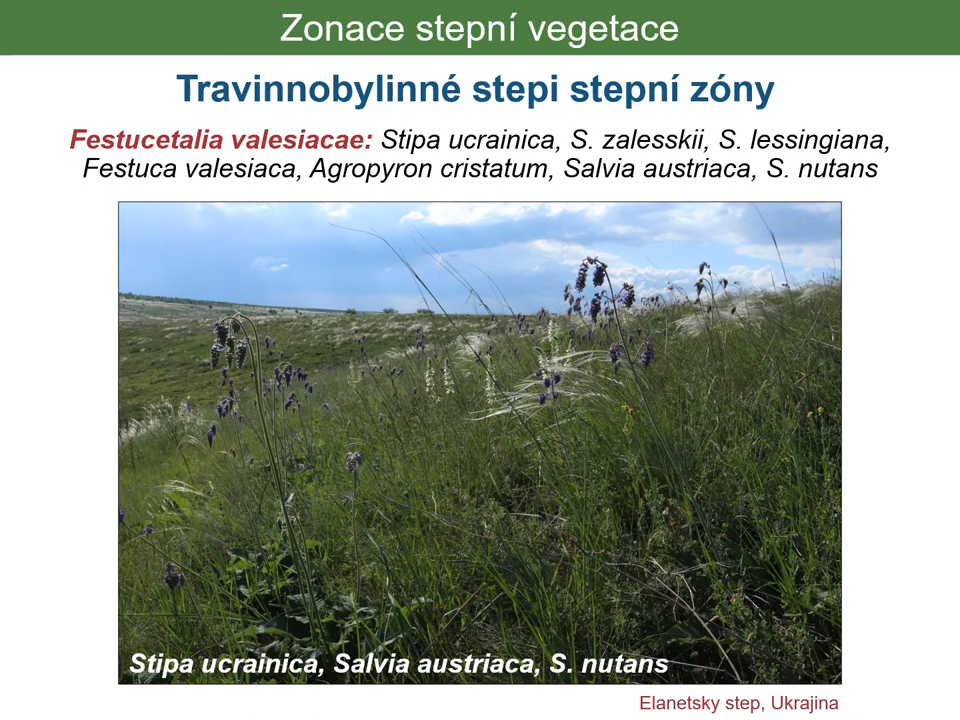 Zonace stepní vegetace
Travinnobylinné stepi stepní zóny
Festucetalia valesiacae: Stipa ucrainica, S. zalesskii, S. lessingiana,
Festuca valesiaca, Agropyron cristatum, Salvia austriaca, S. nutans
Stipa ucrainica, Salvia austriaca, S. nutans
Elanetsky step, Ukrajina